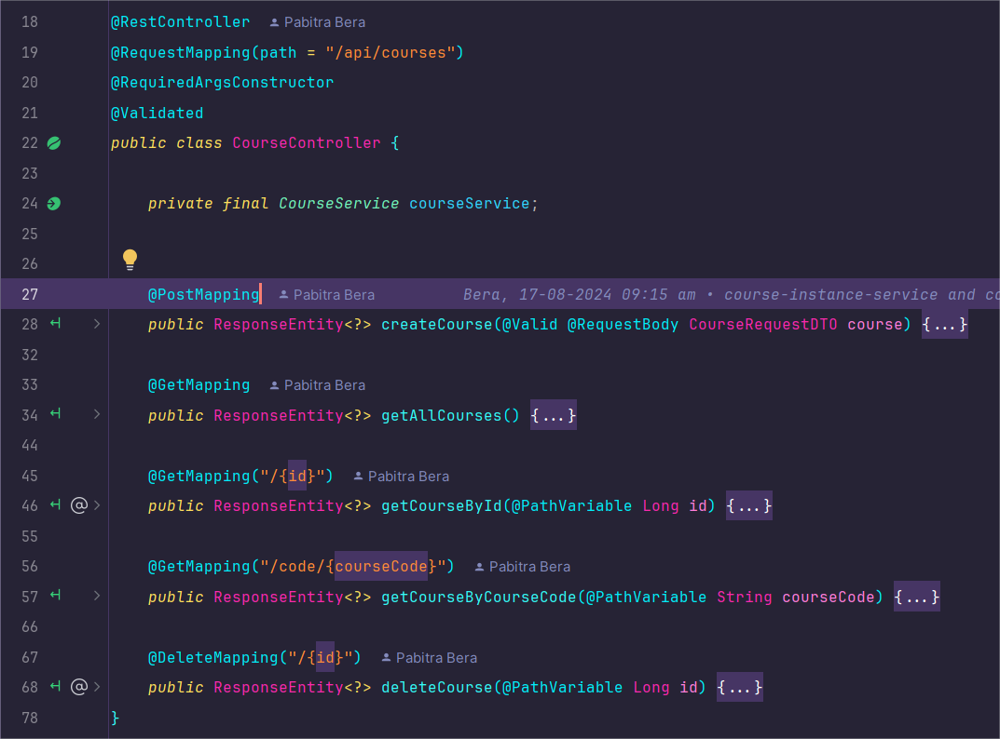 18 @RestController Pabitra Bera
19 @RequestMapping(path = "/api/courses")
20 @RequiredArgsConstructor
21 @Validated
22 public class CourseController {
23
24 private final CourseService courseService;
25
26
27 @PostMapping Pabitra Bera Bera, 17-08-2024 09:15 am • course-instance-service and co
28 public ResponseEntity<?> createCourse(@Valid @RequestBody CourseRequestDTO course) {...}
32
33 @GetMapping Pabitra Bera
34 public ResponseEntity<?> getAllCourses() {...}
44
45 @GetMapping("/{id}") Pabitra Bera
46 @ public ResponseEntity<?> getCourseById(@PathVariable Long id) {...}
55
56 @GetMapping("/code/{courseCode}") Pabitra Bera
57 public ResponseEntity<?> getCourseByCourseCode(@PathVariable String courseCode) {...}
66
67 @DeleteMapping("/{id}") Pabitra Bera
68 @ public ResponseEntity<?> deleteCourse(@PathVariable Long id) {...}
78 }